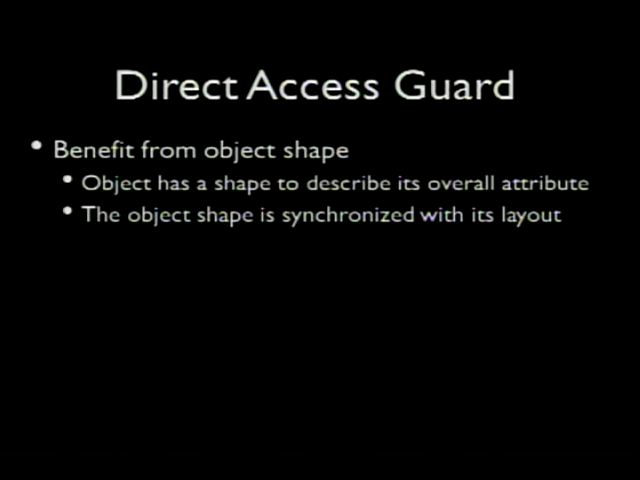 Direct Access Guard
• Benefit from object shape
• Object has a shape to describe its overall attribute
• The object shape is synchronized with its layout